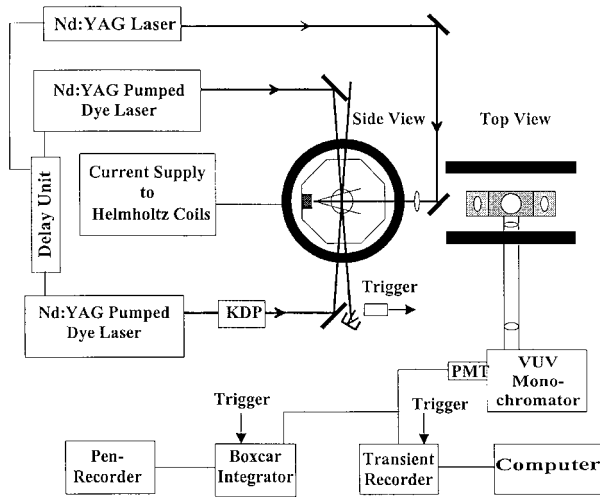 Nd:YAG Laser
Nd:YAG Pumped
Dye Laser
Side View
Top View
Current Supply
to
Helmholtz Coils
Delay Unit
Nd:YAG Pumped
Dye Laser
KDP
Trigger
PMT
VUV
Mono-
chromator
Trigger
Trigger
Pen-
Recorder
Boxcar
Integrator
Transient
Recorder
Computer